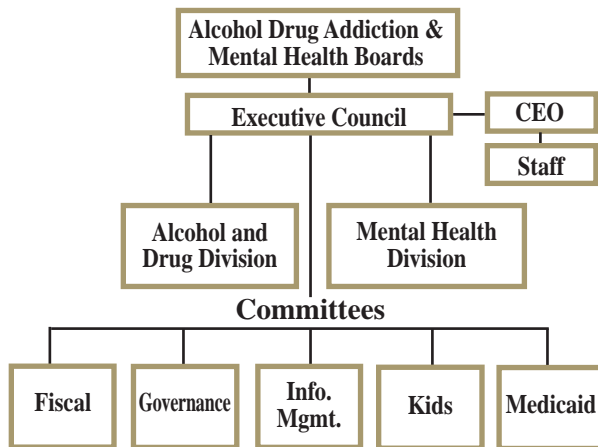 Alcohol Drug Addiction &
Mental Health Boards
Executive Council
CEO
Staff
Alcohol and
Drug Division
Mental Health
Division
Committees
Fiscal
Governance
Info.
Mgmt.
Kids
Medicaid